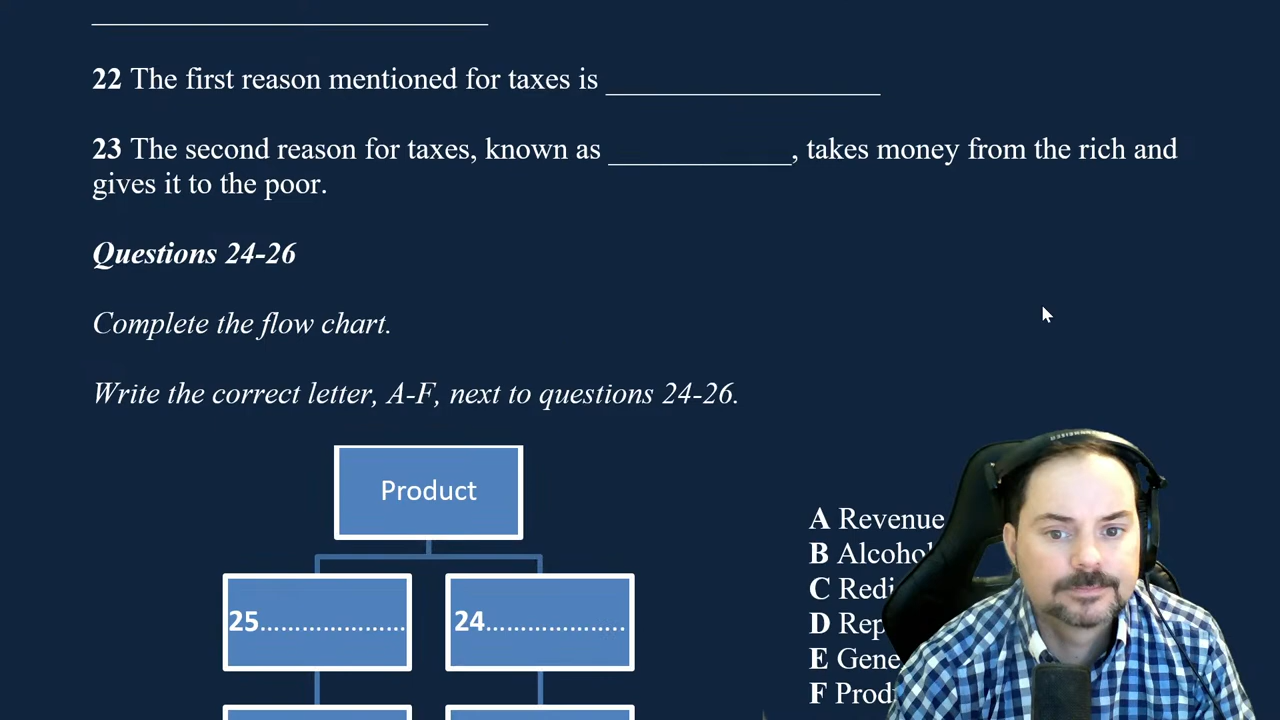 22 The first reason mentioned for taxes is ____________________
23 The second reason for taxes, known as _____________, takes money from the rich and
gives it to the poor.
Questions 24-26
Complete the flow chart.
Write the correct letter, A-F, next to questions 24-26.
Product
A Revenue
B
C
D
E
F
25.....................
24....................